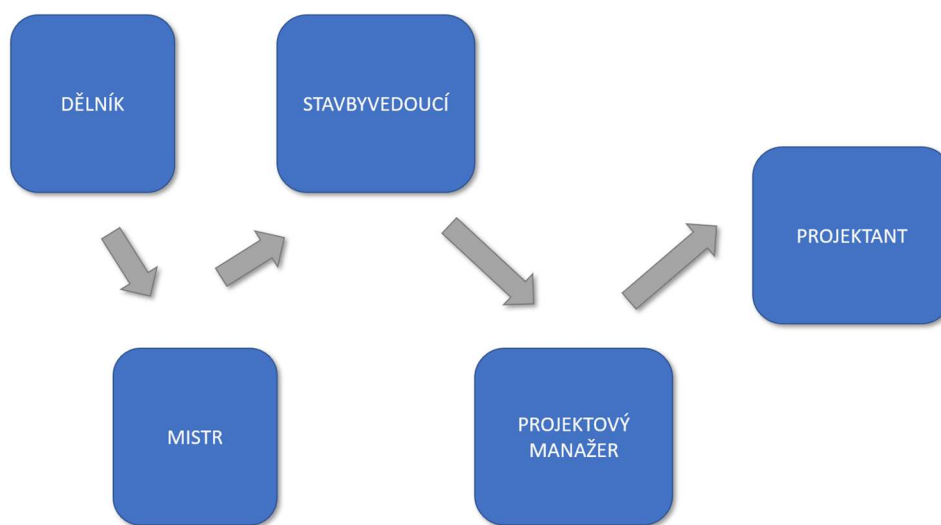 DĚLNÍK
STAVBYVEDOUCÍ
PROJEKTANT
MISTR
PROJEKTOVÝ
MANAŽER